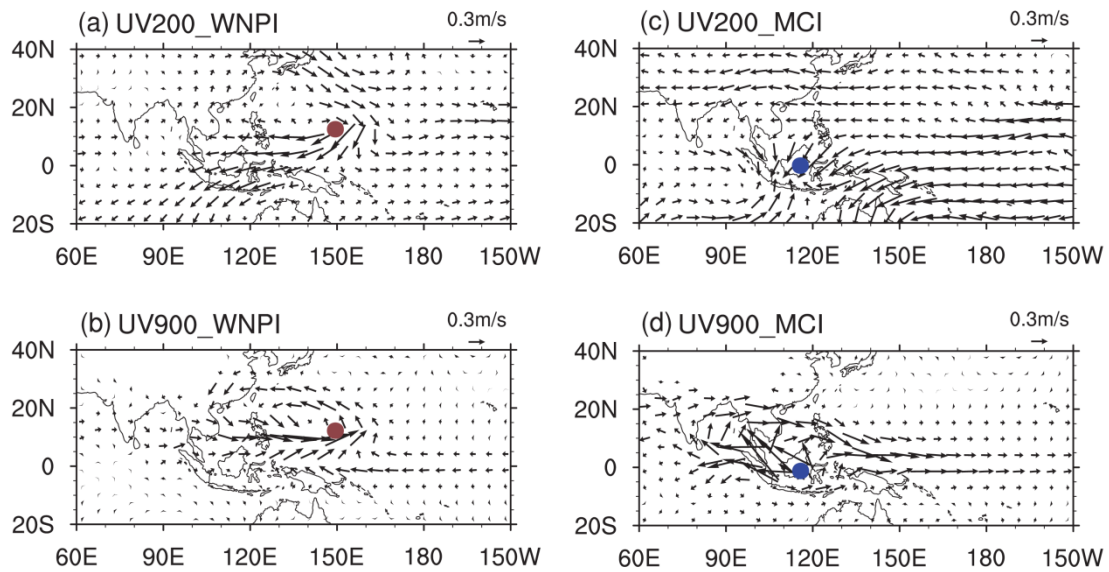 (a) UV200_WNPI 0.3m/s
40N
20N
0
20S
60E 90E 120E 150E 180 150W
(c) UV200_MCI 0.3m/s
40N
20N
0
20S
60E 90E 120E 150E 180 150W
(b) UV900_WNPI 0.3m/s
40N
20N
0
20S
60E 90E 120E 150E 180 150W
(d) UV900_MCI 0.3m/s
40N
20N
0
20S
60E 90E 120E 150E 180 150W